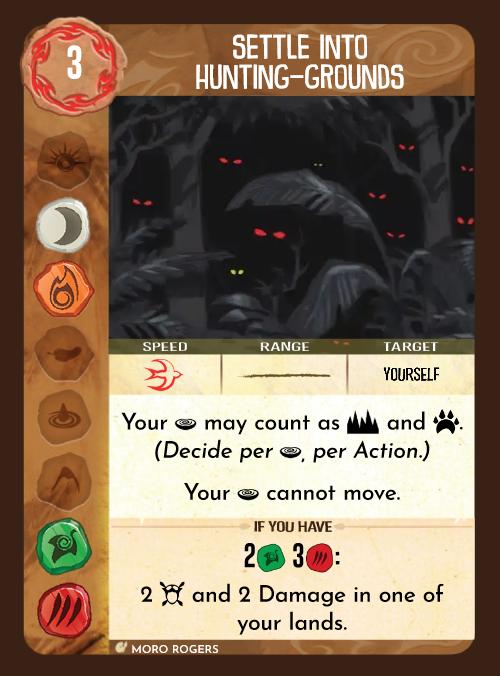 3
SETTLE INTO
HUNTING-GROUNDS
SPEED RANGE TARGET
YOURSELF
Your may count as and .
(Decide per , per Action.)
Your cannot move.
IF YOU HAVE
2 3 :
2 and 2 Damage in one of
your lands.
MORO ROGERS